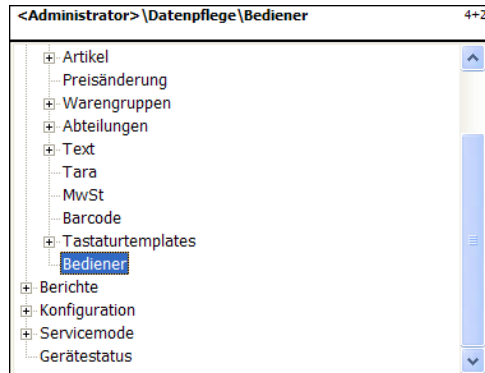 <Administrator>\Datenpflege\Bediener 4+2
Artikel
Preisänderung
Warengruppen
Abteilungen
Text
Tara
MwSt
Barcode
Tastaturtemplates
Bediener
Berichte
Konfiguration
Servicemode
Gerätestatus